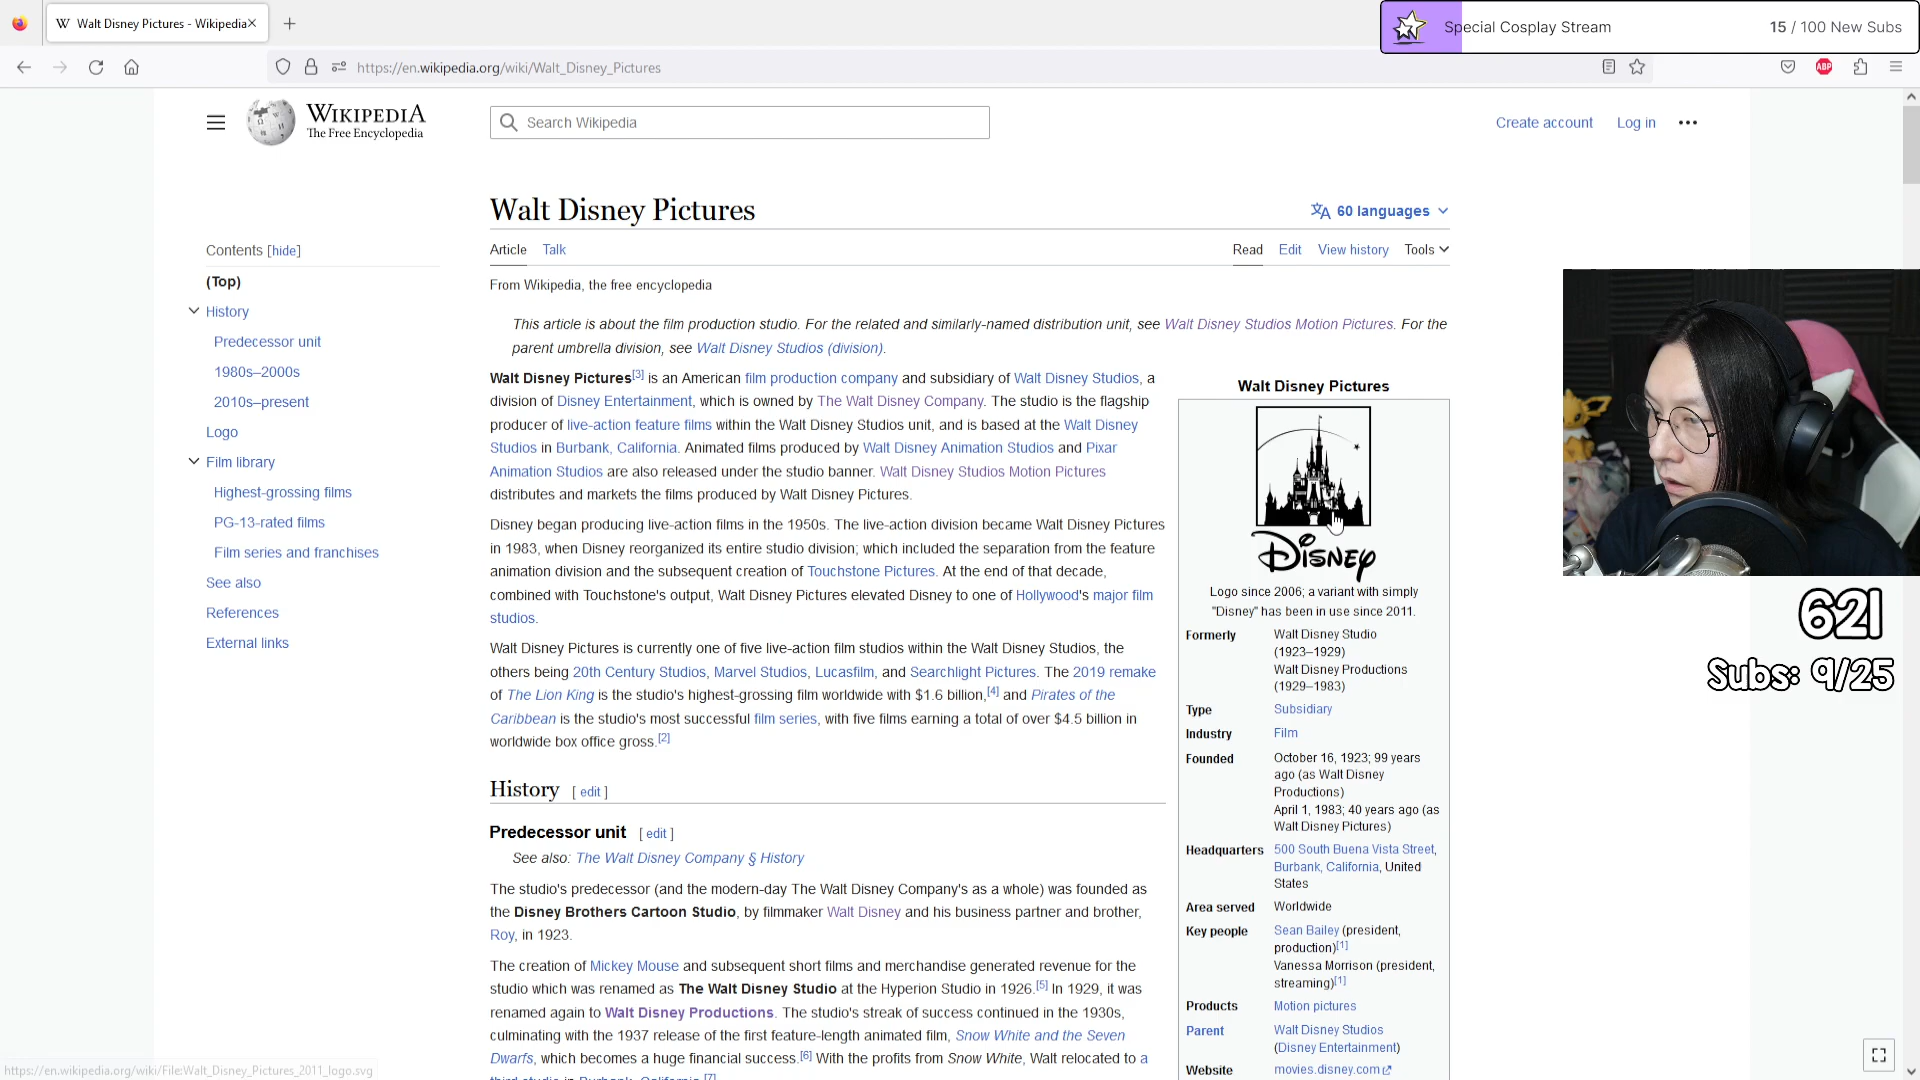 Walt Disney Pictures - Wikipedia
Special Cosplay Stream
15 / 100 New Subs
https://en.wikipedia.org/wiki/Walt_Disney_Pictures
ABP
WIKIPEDIA
The Free Encyclopedia
Search Wikipedia
Create account
Log in
Walt Disney Pictures
60 languages
Contents [hide]
(Top)
History
Predecessor unit
1980s–2000s
2010s–present
Logo
Film library
Highest-grossing films
PG-13-rated films
Film series and franchises
See also
References
External links
Article
Talk
Read
Edit
View history
Tools
From Wikipedia, the free encyclopedia
This article is about the film production studio. For the related and similarly-named distribution unit, see Walt Disney Studios Motion Pictures. For the
parent umbrella division, see Walt Disney Studios (division).
Walt Disney Pictures[3] is an American film production company and subsidiary of Walt Disney Studios, a
division of Disney Entertainment, which is owned by The Walt Disney Company. The studio is the flagship
producer of live-action feature films within the Walt Disney Studios unit, and is based at the Walt Disney
Studios in Burbank, California. Animated films produced by Walt Disney Animation Studios and Pixar
Animation Studios are also released under the studio banner. Walt Disney Studios Motion Pictures
distributes and markets the films produced by Walt Disney Pictures.
Disney began producing live-action films in the 1950s. The live-action division became Walt Disney Pictures
in 1983, when Disney reorganized its entire studio division; which included the separation from the feature
animation division and the subsequent creation of Touchstone Pictures. At the end of that decade,
combined with Touchstone's output, Walt Disney Pictures elevated Disney to one of Hollywood's major film
studios.
Walt Disney Pictures is currently one of five live-action film studios within the Walt Disney Studios, the
others being 20th Century Studios, Marvel Studios, Lucasfilm, and Searchlight Pictures. The 2019 remake
of The Lion King is the studio's highest-grossing film worldwide with $1.6 billion,[4] and Pirates of the
Caribbean is the studio's most successful film series, with five films earning a total of over $4.5 billion in
worldwide box office gross.[2]
History [ edit ]
Predecessor unit [ edit ]
See also: The Walt Disney Company § History
The studio's predecessor (and the modern-day The Walt Disney Company's as a whole) was founded as
the Disney Brothers Cartoon Studio, by filmmaker Walt Disney and his business partner and brother,
Roy, in 1923.
The creation of Mickey Mouse and subsequent short films and merchandise generated revenue for the
studio which was renamed as The Walt Disney Studio at the Hyperion Studio in 1926.[5] In 1929, it was
renamed again to Walt Disney Productions. The studio's streak of success continued in the 1930s,
culminating with the 1937 release of the first feature-length animated film, Snow White and the Seven
Dwarfs, which becomes a huge financial success.[6] With the profits from Snow White, Walt relocated to a
third studio in Burbank, California.[7]
Walt Disney Pictures
Disney
Logo since 2006; a variant with simply
"Disney" has been in use since 2011.
Formerly Walt Disney Studio
(1923–1929)
Walt Disney Productions
(1929–1983)
Type Subsidiary
Industry Film
Founded October 16, 1923; 99 years
ago (as Walt Disney
Productions)
April 1, 1983; 40 years ago (as
Walt Disney Pictures)
Headquarters 500 South Buena Vista Street,
Burbank, California, United
States
Area served Worldwide
Key people Sean Bailey (president,
production)[1]
Vanessa Morrison (president,
streaming)[1]
Products Motion pictures
Parent Walt Disney Studios
(Disney Entertainment)
Website movies.disney.com
621
Subs: 9/25
https://en.wikipedia.org/wiki/File:Walt_Disney_Pictures_2011_logo.svg